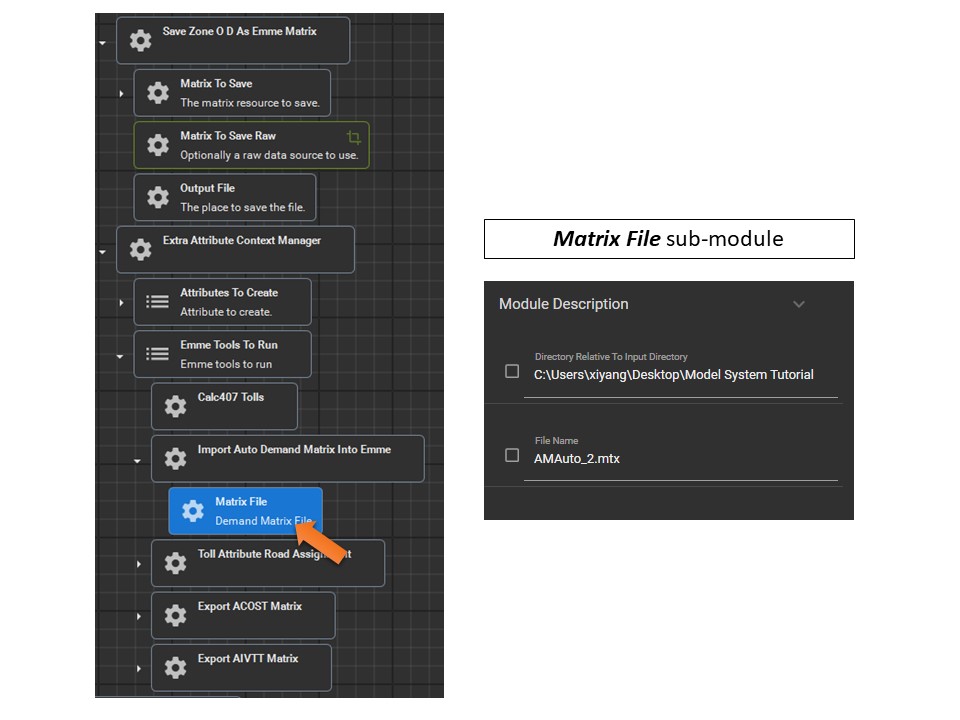 Save Zone O D As Emme Matrix
Matrix To Save
The matrix resource to save.
Matrix To Save Raw
Optionally a raw data source to use.
Output File
The place to save the file.
Extra Attribute Context Manager
Attributes To Create
Attribute to create.
Emme Tools To Run
Emme tools to run
Calc407 Tolls
Import Auto Demand Matrix Into Emme
Matrix File
Demand Matrix File
Toll Attribute Road Assignment
Export ACOST Matrix
Export AIVTT Matrix
Matrix File sub-module
Module Description
Directory Relative To Input Directory
C:\Users\xiyang\Desktop\Model System Tutorial
File Name
AMAuto_2.mtx